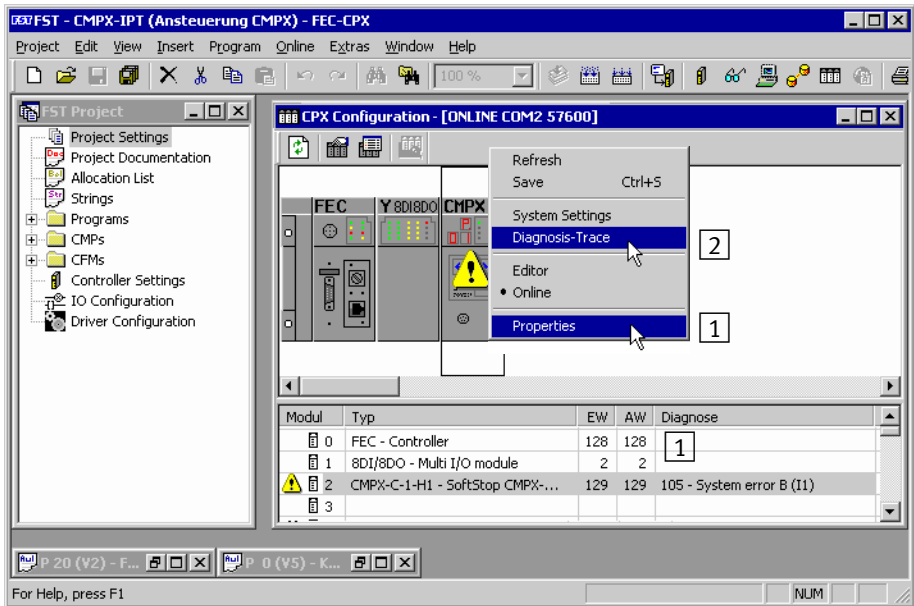 FST - CMPX-IPT (Ansteuerung CMPX) - FEC-CPX
Project Edit View Insert Program Online Extras Window Help
100 %
FST Project
Project Settings
Project Documentation
Allocation List
Strings
Programs
CMPs
CFMs
Controller Settings
IO Configuration
Driver Configuration
CPX Configuration - [ONLINE COM2 57600]
FEC Y 8DI8DO CMPX
Refresh
Save Ctrl+S
System Settings
Diagnosis-Trace
2
Editor
Online
Properties
1
Modul Typ EW AW Diagnose
0 FEC - Controller 128 128
1
1 8DI/8DO - Multi I/O module 2 2
2 CMPX-C-1-H1 - SoftStop CMPX-... 129 129 105 - System error B (I1)
3
P 20 (V2) - F... P 0 (V5) - K...
For Help, press F1 NUM